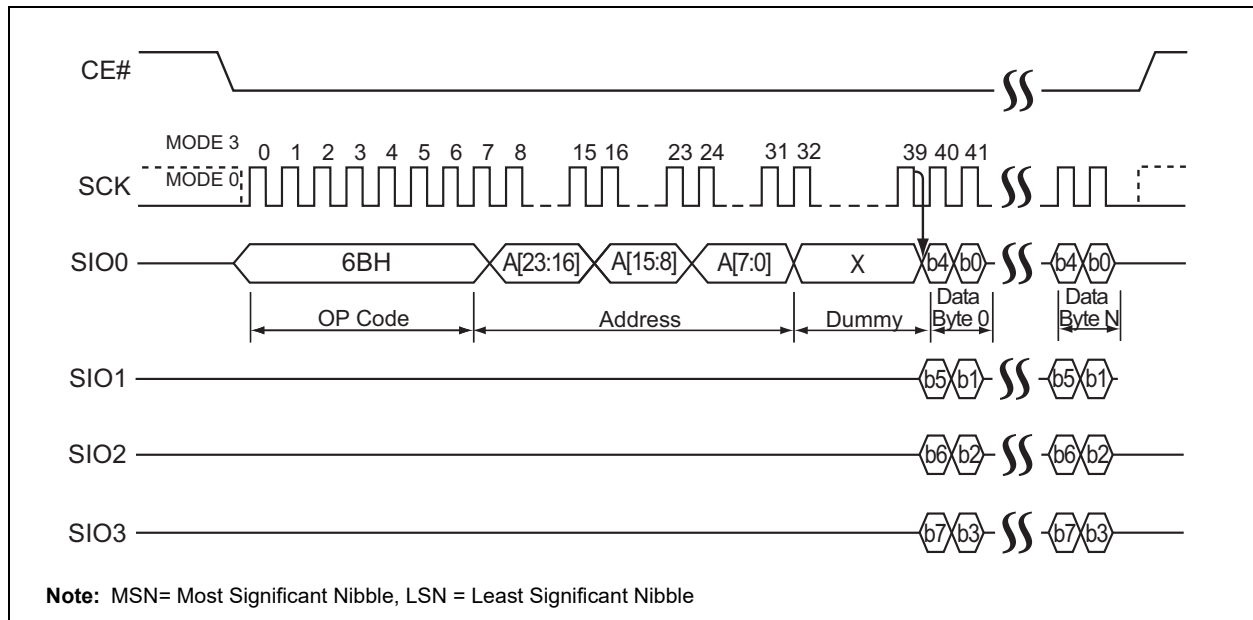 CE#
MODE 3
0 1 2 3 4 5 6 7 8 15 16 23 24 31 32 39 40 41
MODE 0
SCK
SIO0 6BH A[23:16] A[15:8] A[7:0] X b4 b0 b4 b0
OP Code Address Dummy Data Byte 0 Data Byte N
SIO1 b5 b1 b5 b1
SIO2 b6 b2 b6 b2
SIO3 b7 b3 b7 b3
Note: MSN= Most Significant Nibble, LSN = Least Significant Nibble